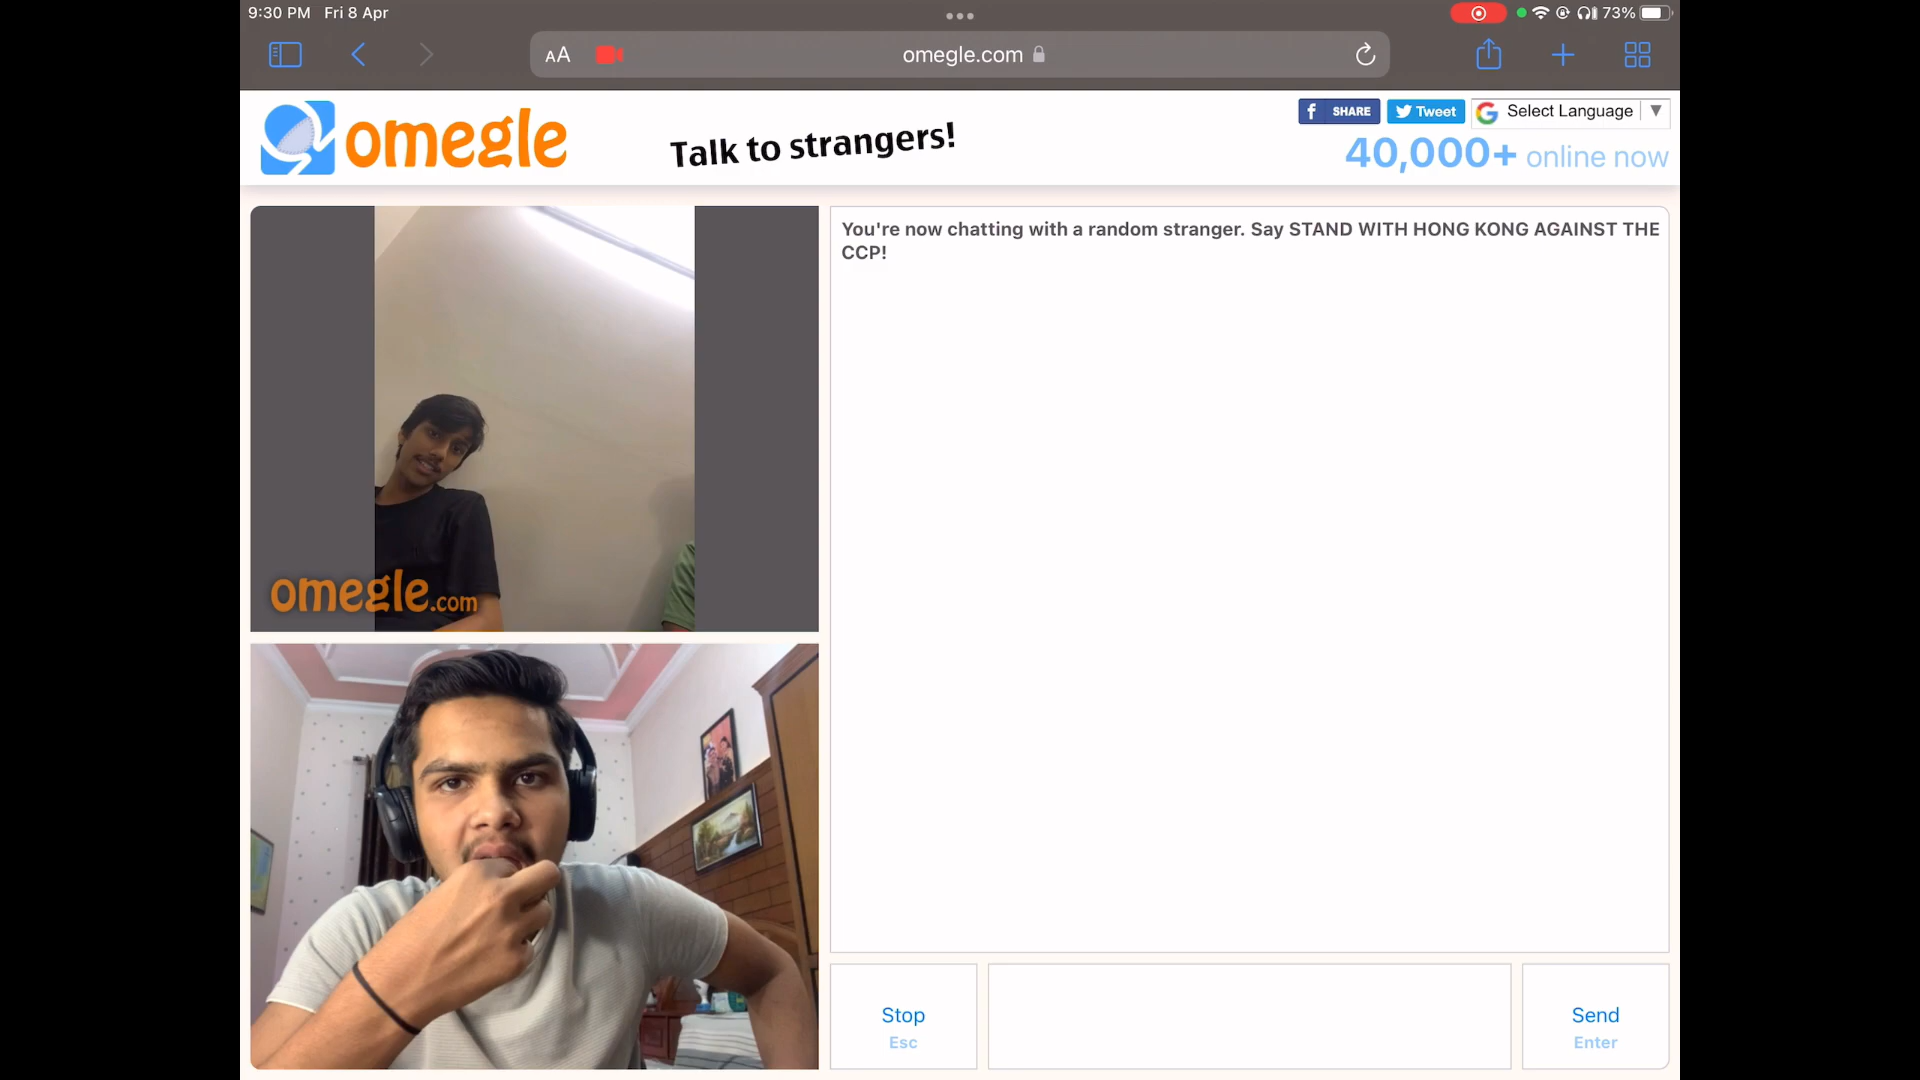 9:30 PM Fri 8 Apr
73%
AA
omegle.com
omegle
Talk to strangers!
SHARE
Tweet
Select Language
40,000+ online now
You're now chatting with a random stranger. Say STAND WITH HONG KONG AGAINST THE
CCP!
omegle.com
Stop
Esc
Send
Enter